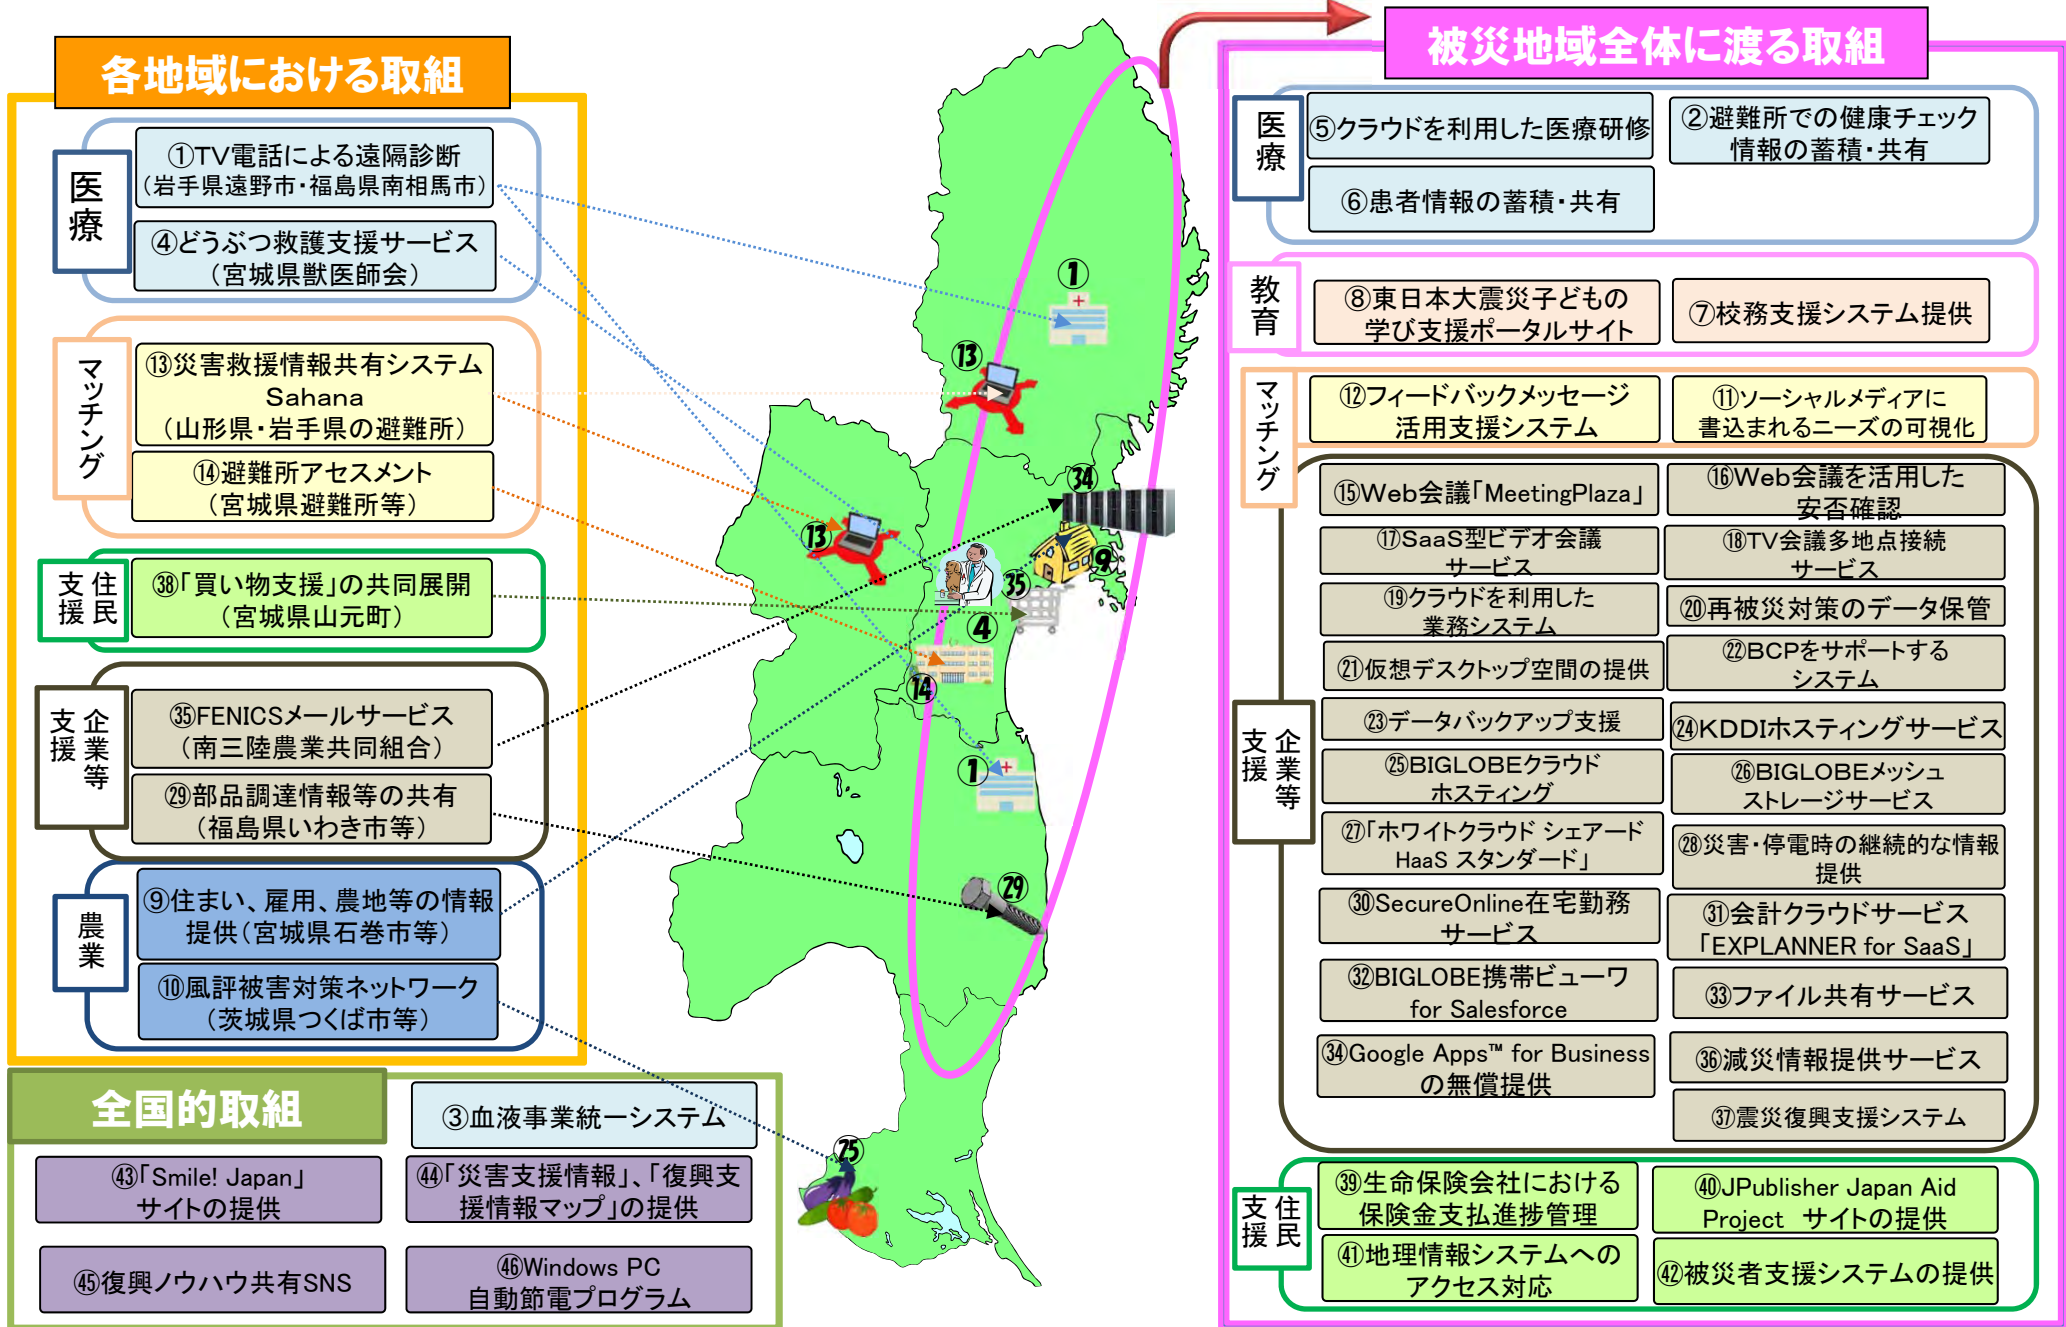 各地域における取組
医療
①TV電話による遠隔診断
（岩手県遠野市・福島県南相馬市）
④どうぶつ救護支援サービス
（宮城県獣医師会）
マッチング
⑬災害救援情報共有システム
Sahana
（山形県・岩手県の避難所）
⑭避難所アセスメント
（宮城県避難所等）
住民
支援
㊳「買い物支援」の共同展開
（宮城県山元町）
企業等
支援
㉟FENICSメールサービス
（南三陸農業共同組合）
㉙部品調達情報等の共有
（福島県いわき市等）
農業
⑨住まい、雇用、農地等の情報
提供（宮城県石巻市等）
⑩風評被害対策ネットワーク
（茨城県つくば市等）
全国的取組
③血液事業統一システム
㊸「Smile! Japan」
サイトの提供
㊹「災害支援情報」、「復興支
援情報マップ」の提供
㊺復興ノウハウ共有SNS
㊻Windows PC
自動節電プログラム
①
⑬
㉞
⑬
⑨
㉟
④
⑭
①
㉙
㉕
被災地域全体に渡る取組
医療
⑤クラウドを利用した医療研修
②避難所での健康チェック
情報の蓄積・共有
⑥患者情報の蓄積・共有
教育
⑧東日本大震災子どもの
学び支援ポータルサイト
⑦校務支援システム提供
マッチング
⑫フィードバックメッセージ
活用支援システム
⑪ソーシャルメディアに
書込まれるニーズの可視化
企業等
支援
⑮Web会議「MeetingPlaza」
⑯Web会議を活用した
安否確認
⑰SaaS型ビデオ会議
サービス
⑱TV会議多地点接続
サービス
⑲クラウドを利用した
業務システム
⑳再被災対策のデータ保管
㉑仮想デスクトップ空間の提供
㉒BCPをサポートする
システム
㉓データバックアップ支援
㉔KDDIホスティングサービス
㉕BIGLOBEクラウド
ホスティング
㉖BIGLOBEメッシュ
ストレージサービス
㉗「ホワイトクラウド シェアード
HaaS スタンダード」
㉘災害・停電時の継続的な情報
提供
㉚SecureOnline在宅勤務
サービス
㉛会計クラウドサービス
「EXPLANNER for SaaS」
㉜BIGLOBE携帯ビューワ
for Salesforce
㉝ファイル共有サービス
㉞Google Apps™ for Business
の無償提供
㊱減災情報提供サービス
㊲震災復興支援システム
住民
支援
㊴生命保険会社における
保険金支払進捗管理
㊵JPublisher Japan Aid
Project サイトの提供
㊶地理情報システムへの
アクセス対応
㊷被災者支援システムの提供